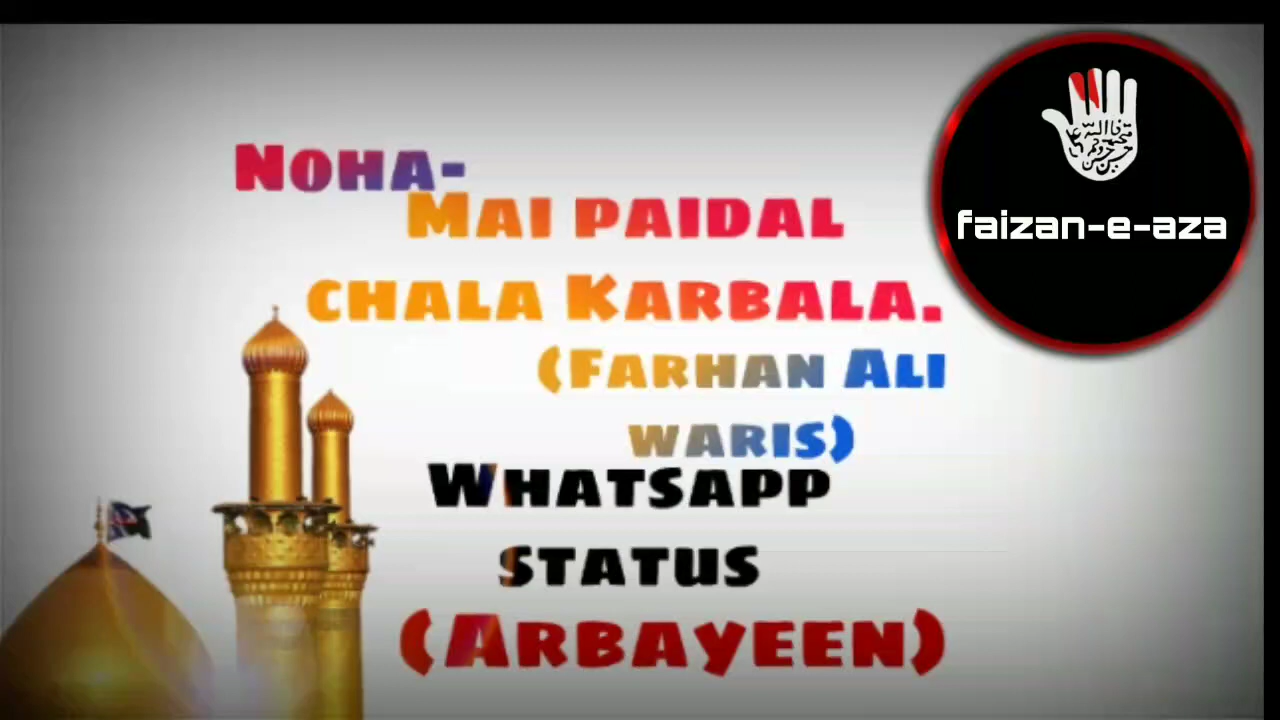 Noha-
Mai paidal
chala Karbala.
(Farhan Ali
waris)
Whatsapp
status
(Arbayeen)
faizan-e-aza